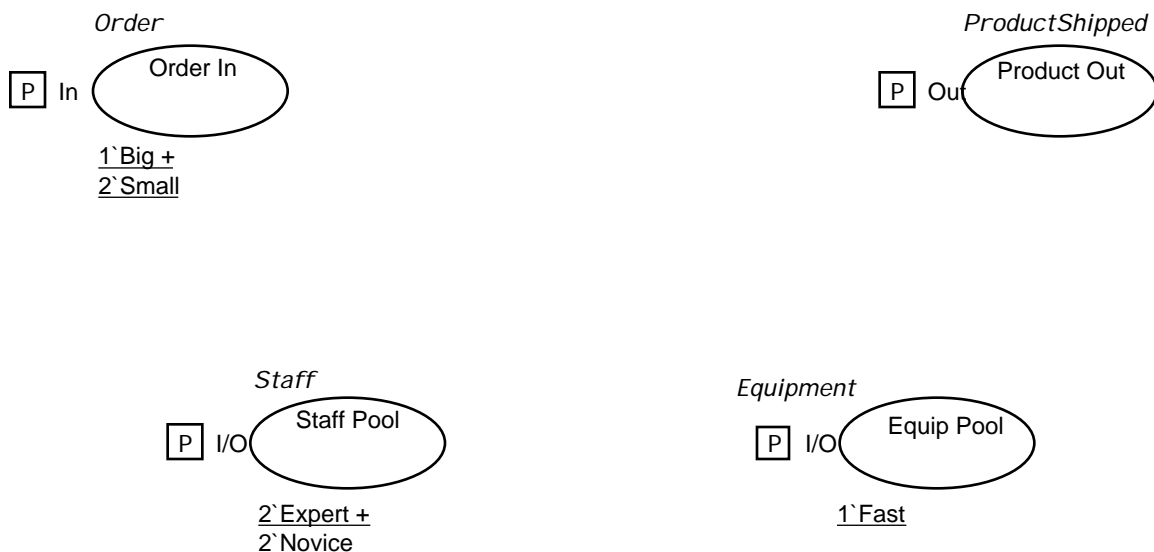 Order
P In Order In
1`Big +
2`Small
ProductShipped
P Out Product Out
Staff
P I/O Staff Pool
2`Expert +
2`Novice
Equipment
P I/O Equip Pool
1`Fast